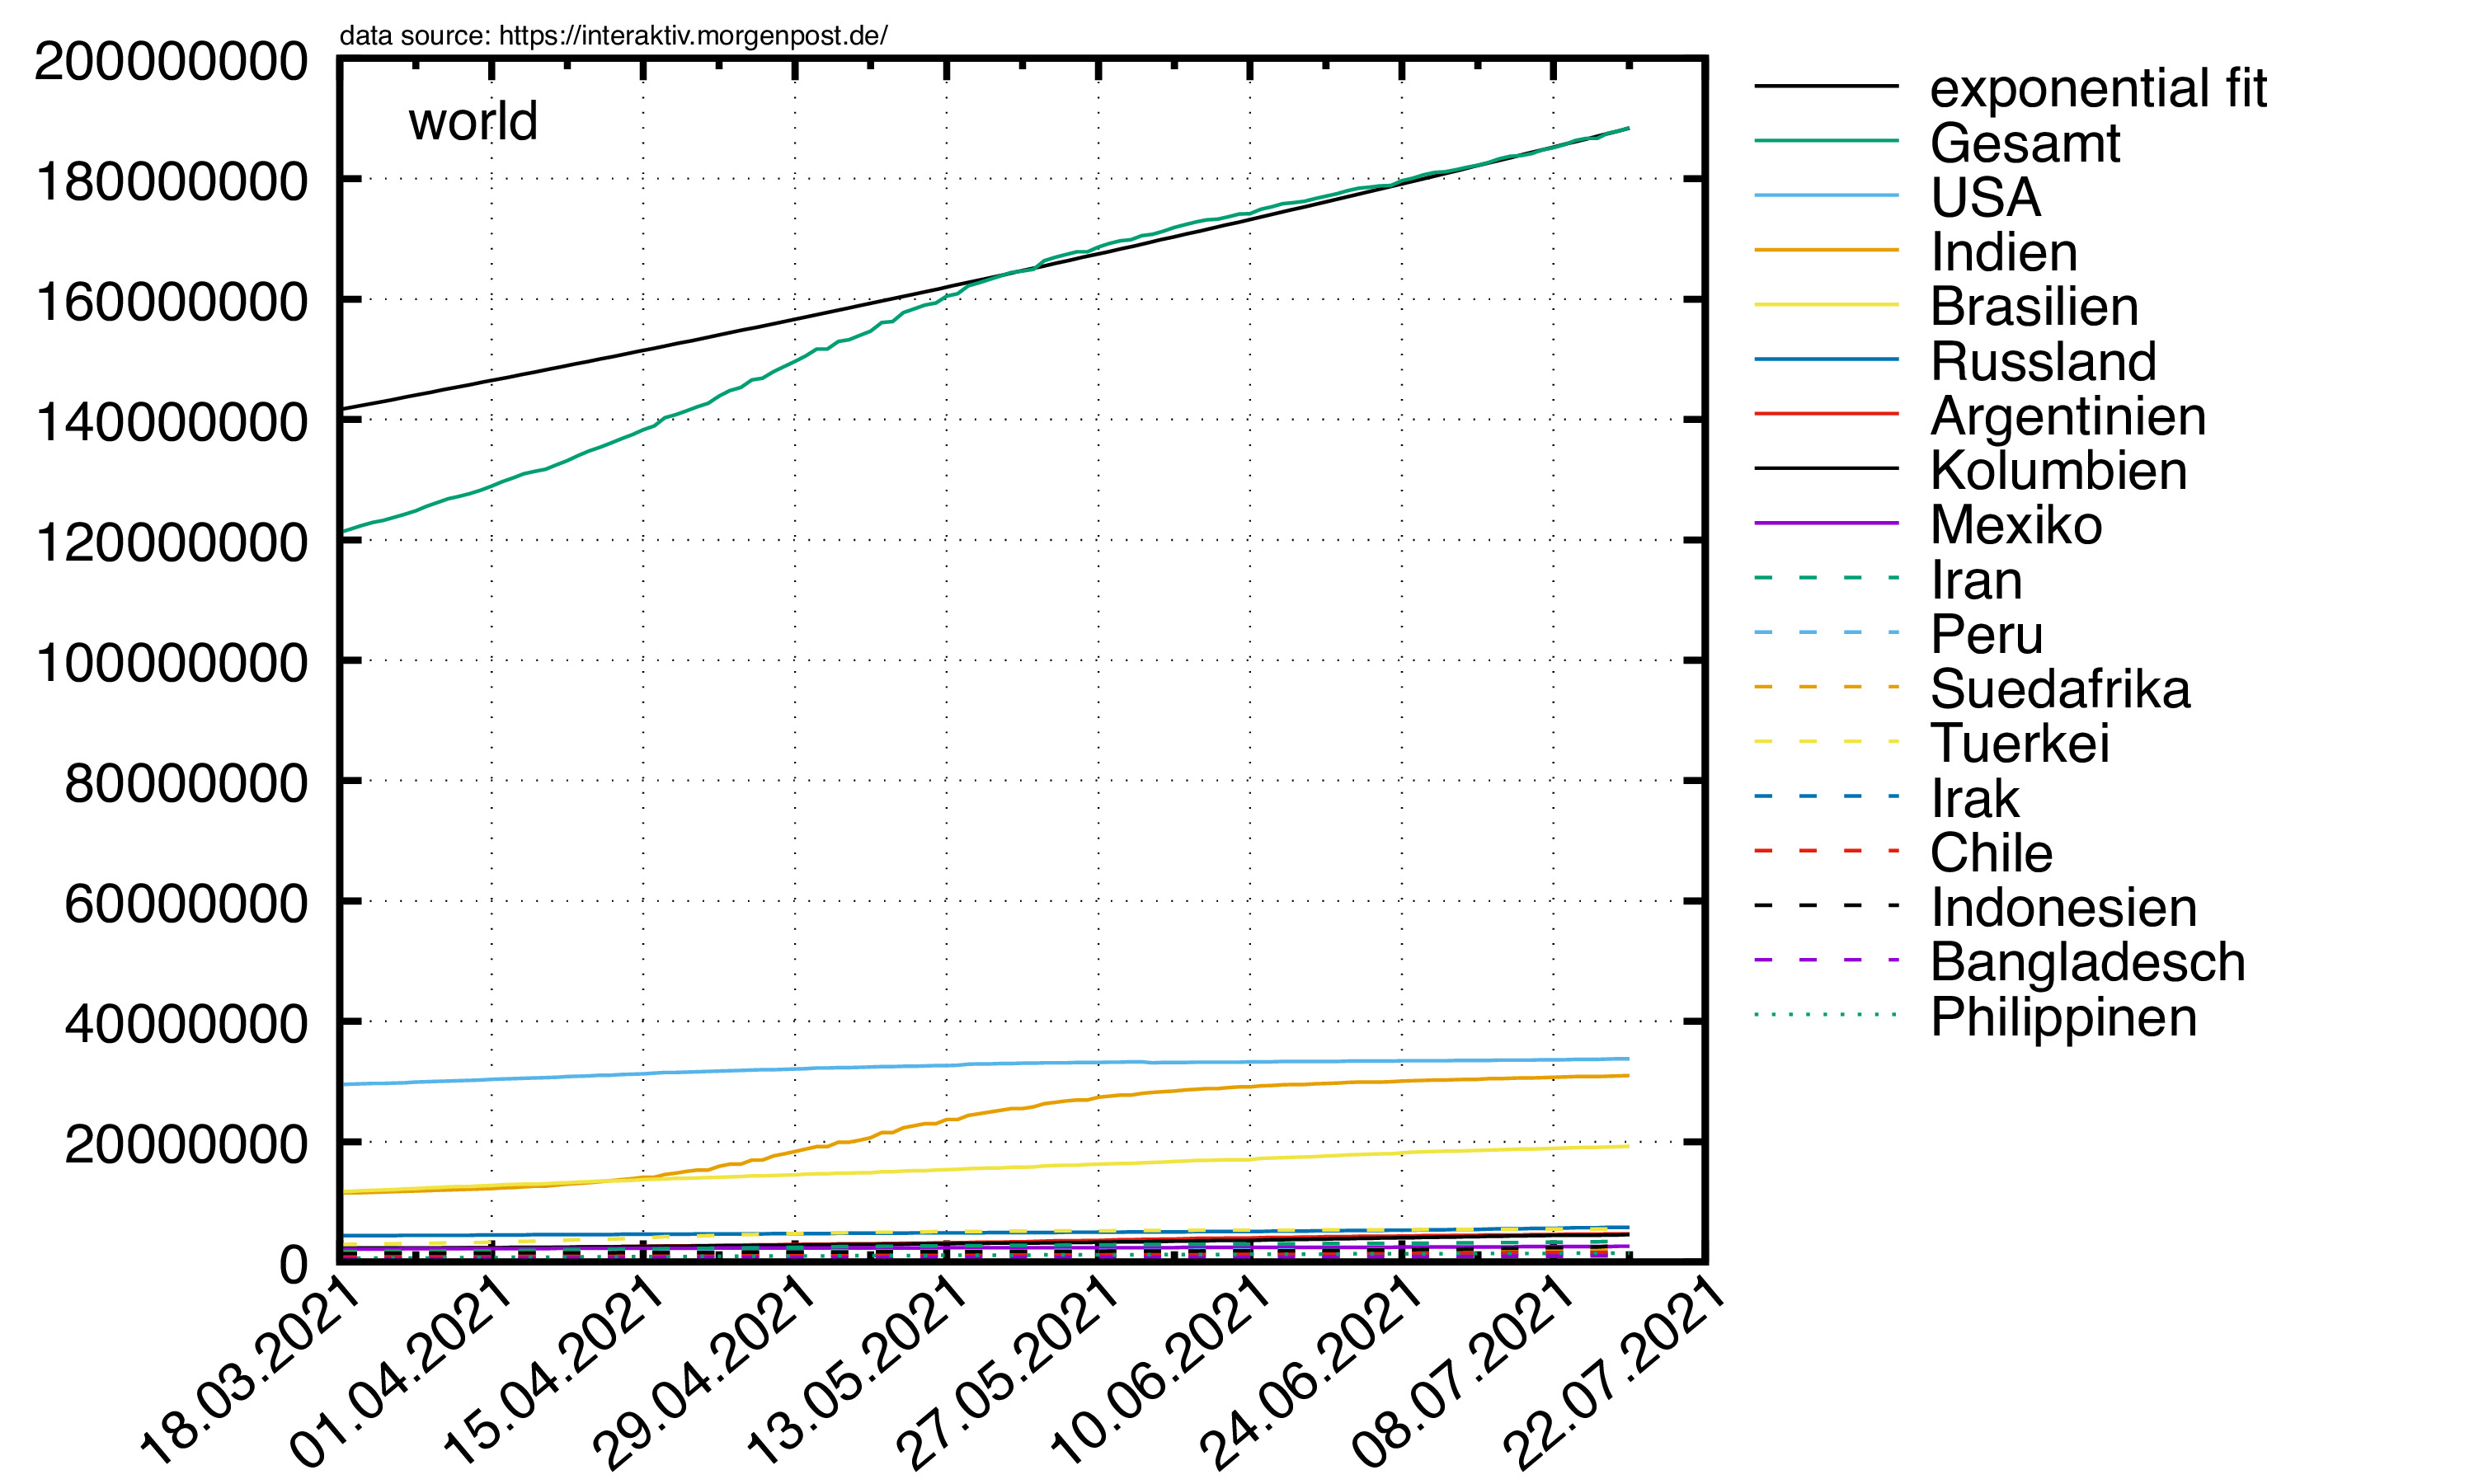 data source: https://interaktiv.morgenpost.de/
world
200000000
180000000
160000000
140000000
120000000
100000000
80000000
60000000
40000000
20000000
0
18.03.2021
01.04.2021
15.04.2021
29.04.2021
13.05.2021
27.05.2021
10.06.2021
24.06.2021
08.07.2021
22.07.2021
exponential fit
Gesamt
USA
Indien
Brasilien
Russland
Argentinien
Kolumbien
Mexiko
Iran
Peru
Suedafrika
Tuerkei
Irak
Chile
Indonesien
Bangladesch
Philippinen